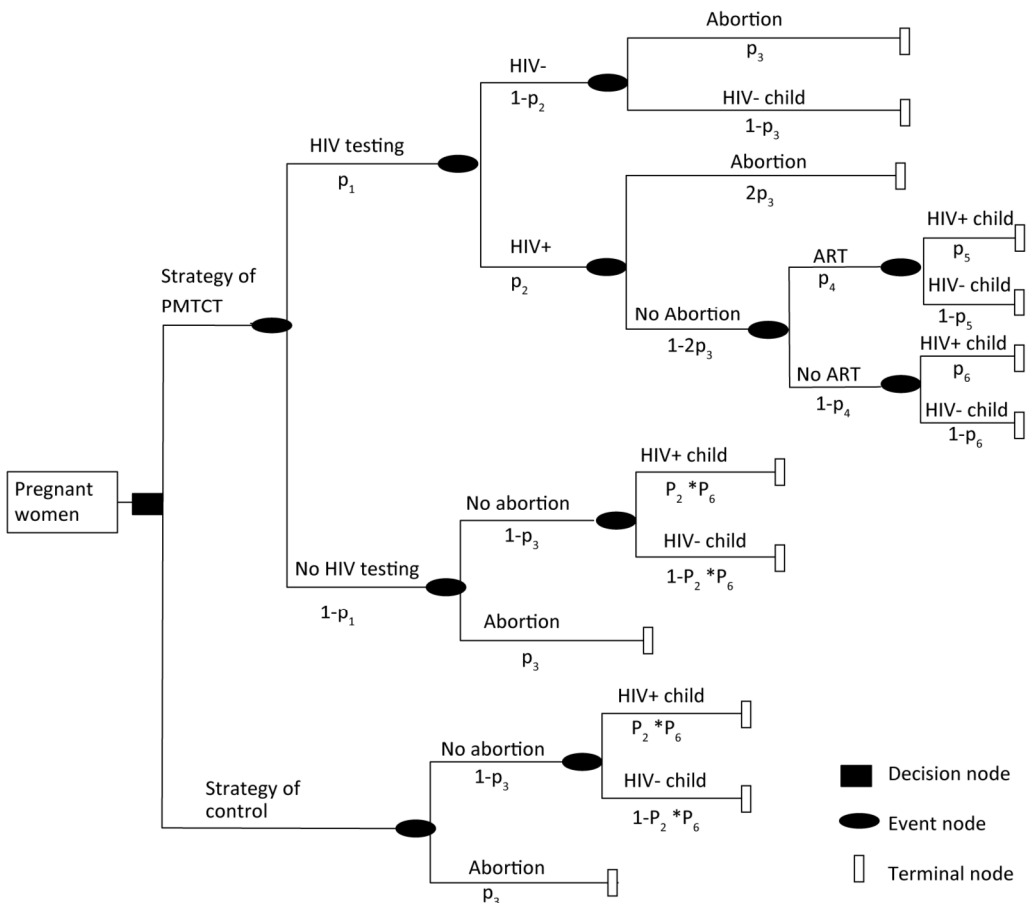 Abortion
p3
HIV-
1-p2
HIV- child
1-p3
HIV testing
p1
Abortion
2p3
HIV+
p2
HIV+ child
p5
ART
p4
HIV- child
1-p5
No Abortion
1-2p3
HIV+ child
p6
No ART
1-p4
HIV- child
1-p6
Strategy of
PMTCT
Pregnant
women
HIV+ child
P2 *P6
No abortion
1-p3
HIV- child
1-P2 *P6
No HIV testing
1-p1
Abortion
p3
HIV+ child
P2 *P6
No abortion
1-p3
HIV- child
1-P2 *P6
Strategy of
control
Abortion
p3
Decision node
Event node
Terminal node